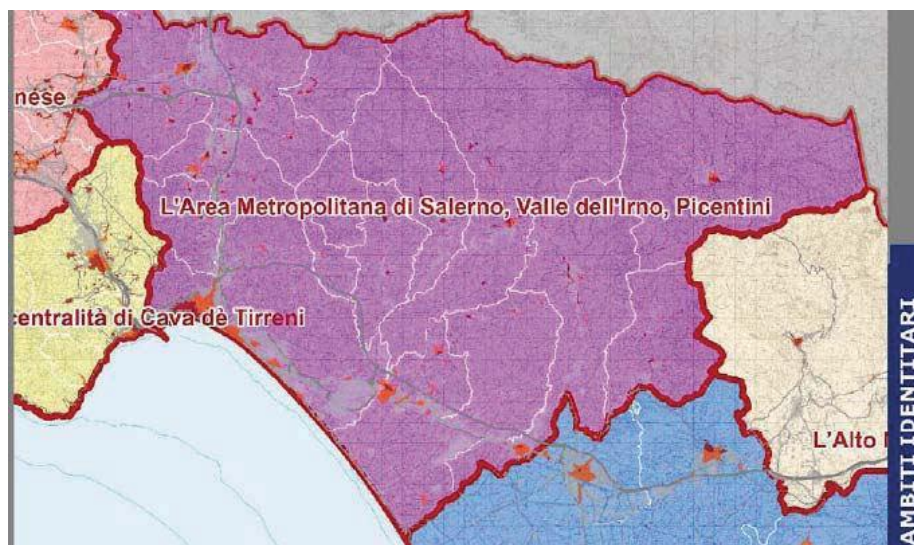 nese
L'Area Metropolitana di Salerno, Valle dell'Irno, Picentini
centralità di Cava dè Tirreni
L'Alto
AMBITI IDENTITARI